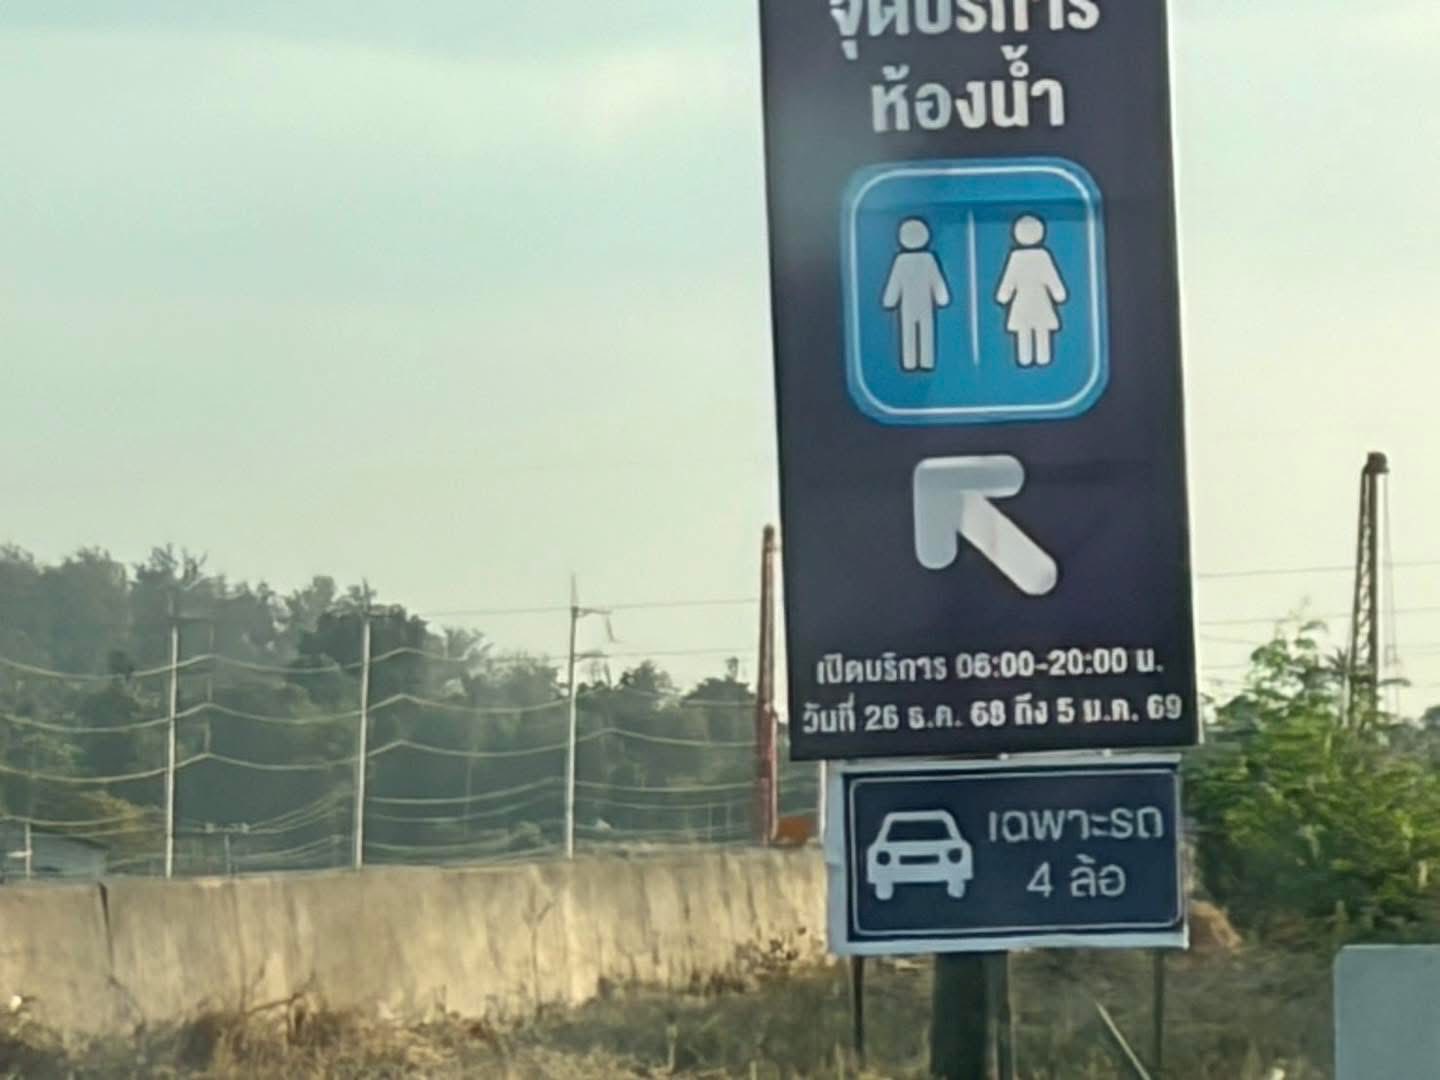 จุดบริการ
ห้องน้ำ
เปิดบริการ 06:00-20:00 น.
วันที่ 26 ธ.ค. 68 ถึง 5 ม.ค. 69
เฉพาะรถ
4 ล้อ